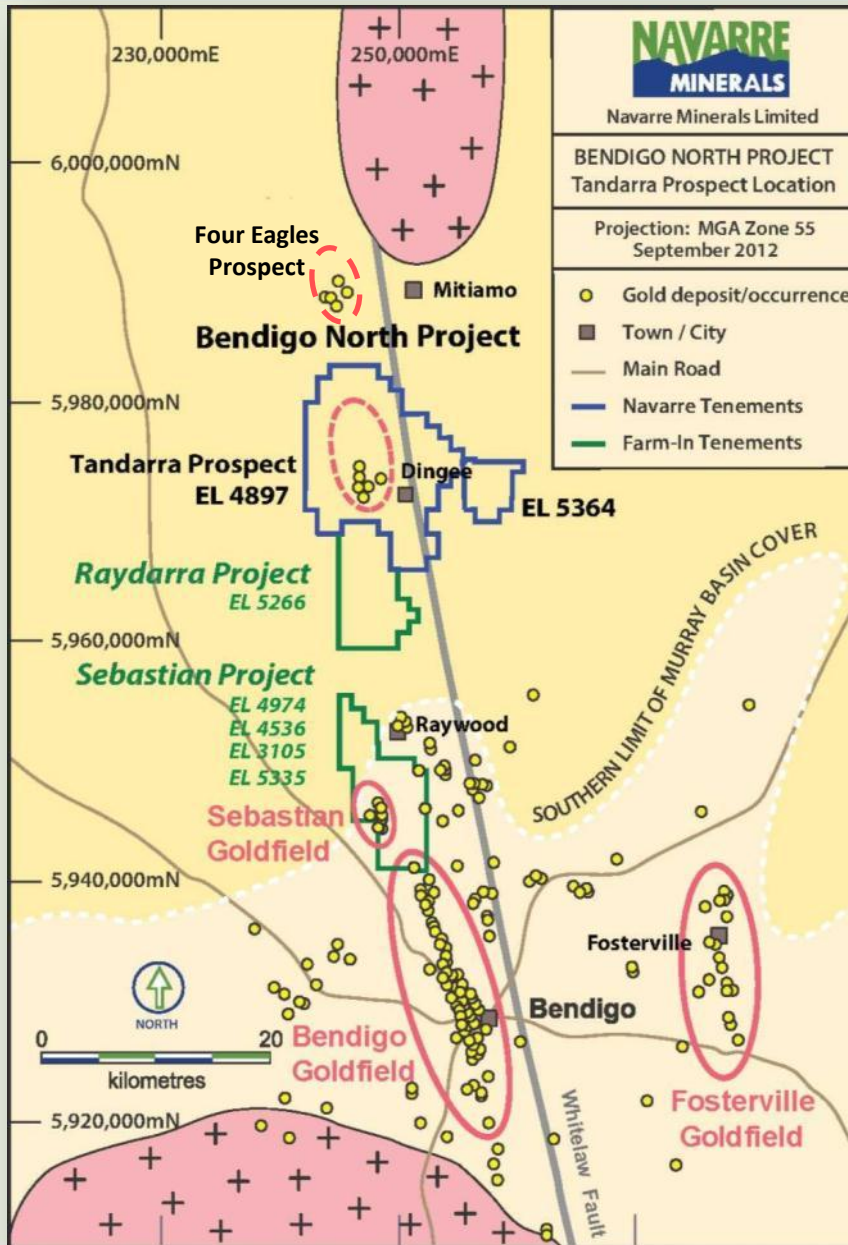 230,000mE
250,000mE
NAVARRE
MINERALS
Navarre Minerals Limited
BENDIGO NORTH PROJECT
Tandarra Prospect Location
Projection: MGA Zone 55
September 2012
Gold deposit/occurrence
Town / City
Main Road
Navarre Tenements
Farm-In Tenements
6,000,000mN
Four Eagles
Prospect
Mitiamo
Bendigo North Project
5,980,000mN
Tandarra Prospect
EL 4897
Dingee
EL 5364
Raydarra Project
EL 5266
5,960,000mN
Sebastian Project
EL 4974
EL 4536
EL 3105
EL 5335
Raywood
SOUTHERN LIMIT OF MURRAY BASIN COVER
Sebastian
Goldfield
5,940,000mN
Fosterville
NORTH
0
20
kilometres
Bendigo
Bendigo
Goldfield
Fosterville
Goldfield
5,920,000mN
Whitelaw Fault